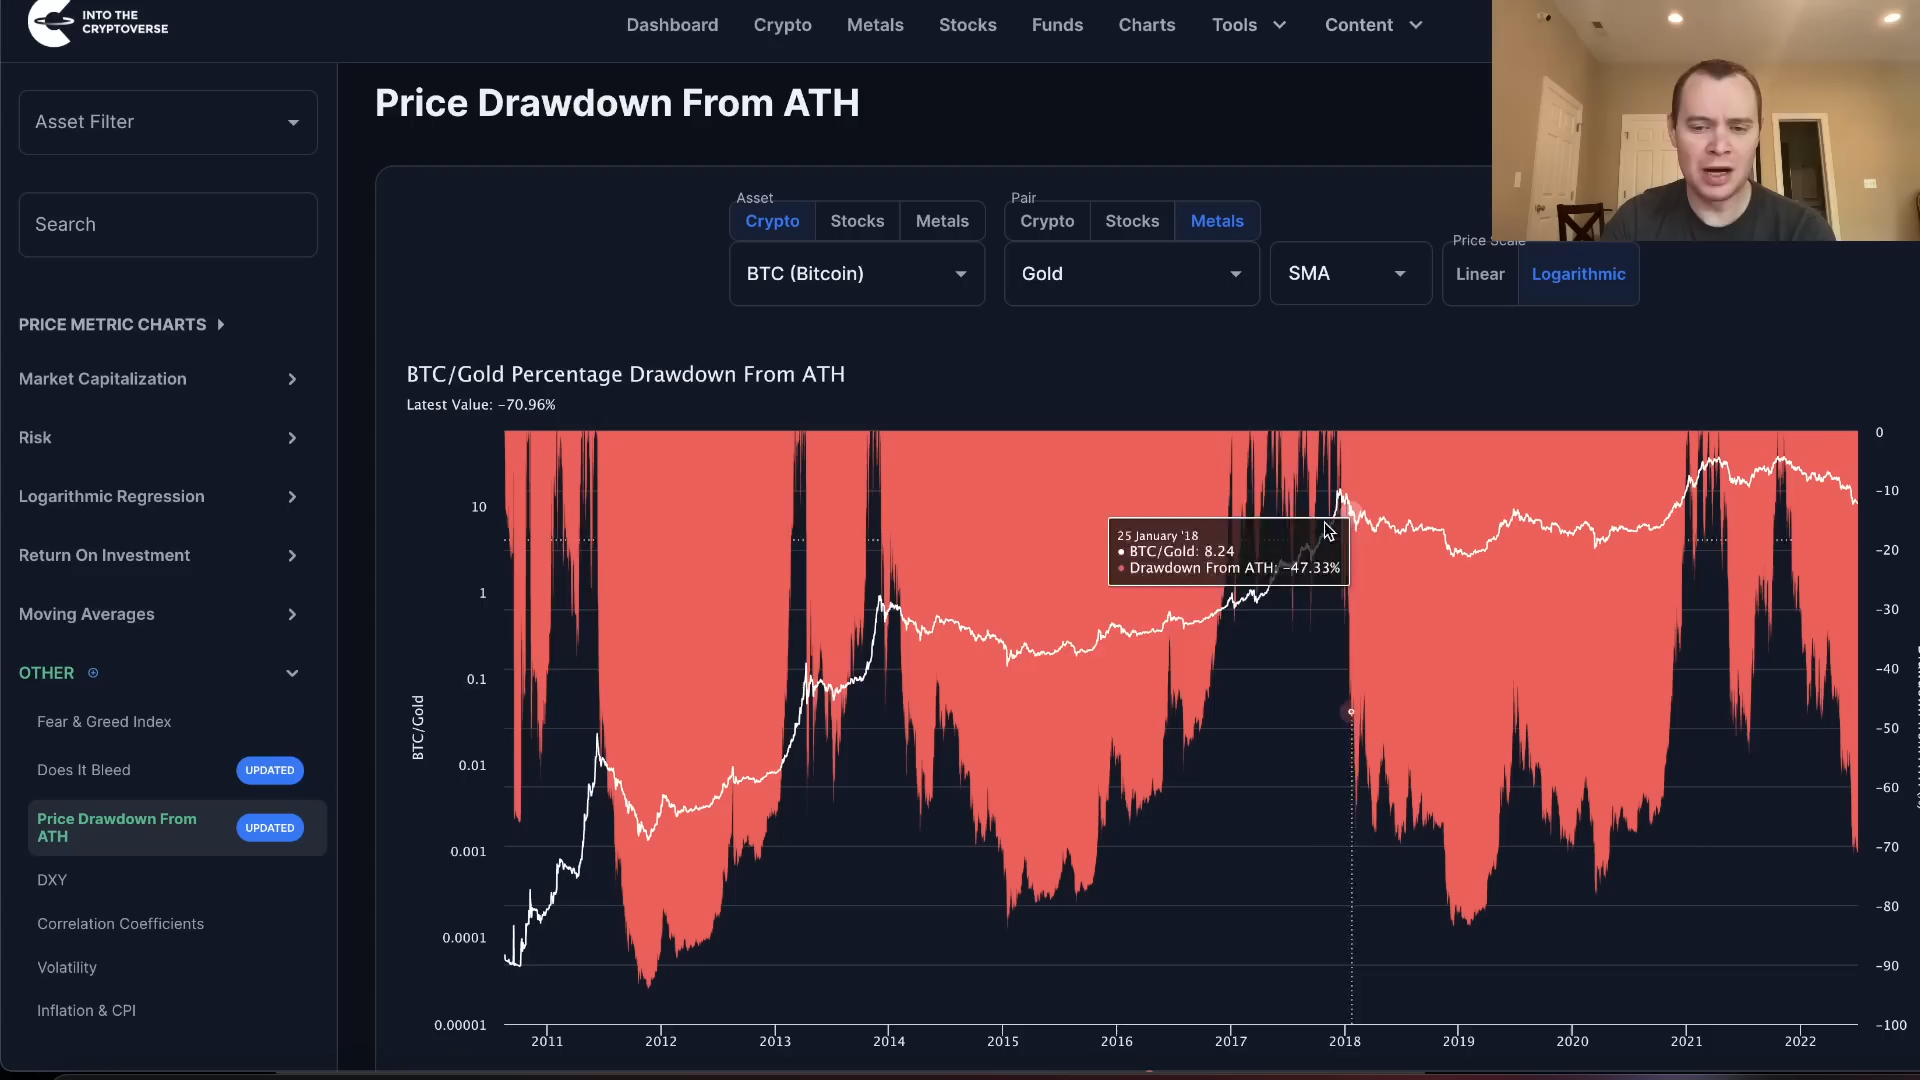 INTO THE
CRYPTOVERSE
Dashboard
Crypto
Metals
Stocks
Funds
Charts
Tools
Content
Asset Filter
Search
PRICE METRIC CHARTS
Market Capitalization
Risk
Logarithmic Regression
Return On Investment
Moving Averages
OTHER
Fear & Greed Index
Does It Bleed
UPDATED
Price Drawdown From
ATH
UPDATED
DXY
Correlation Coefficients
Volatility
Inflation & CPI
Price Drawdown From ATH
Asset
Crypto
Stocks
Metals
BTC (Bitcoin)
Pair
Crypto
Stocks
Metals
Gold
SMA
Price Scale
Linear
Logarithmic
BTC/Gold Percentage Drawdown From ATH
Latest Value: -70.96%
10
1
0.1
0.01
0.001
0.0001
0.00001
BTC/Gold
25 January '18
BTC/Gold: 8.24
Drawdown From ATH: -47.33%
0
-10
-20
-30
-40
-50
-60
-70
-80
-90
-100
2011
2012
2013
2014
2015
2016
2017
2018
2019
2020
2021
2022